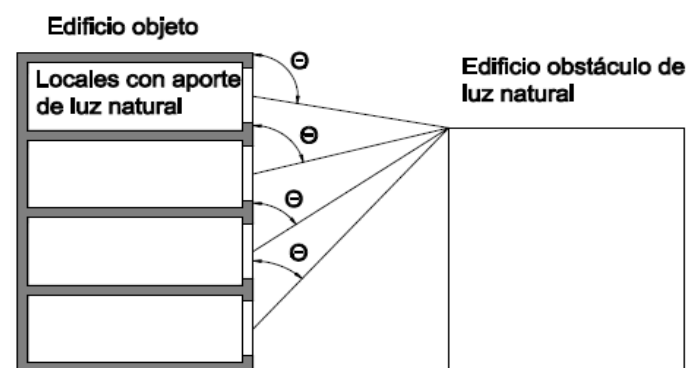 Edificio objeto
Θ
Edificio obstáculo de
luz natural
Locales con aporte
de luz natural
Θ
Θ
Θ